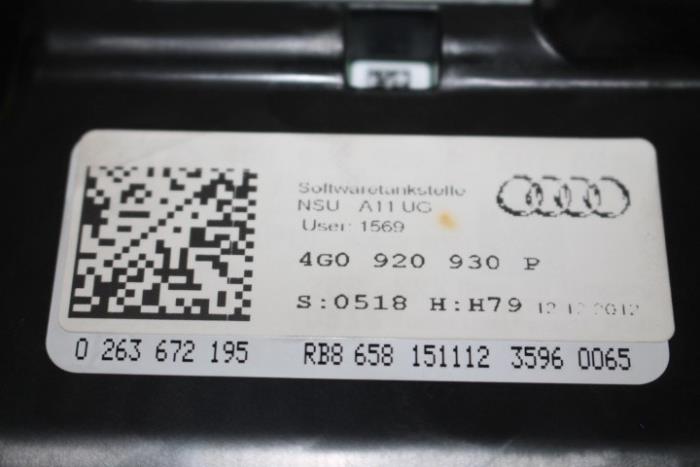 Softwaretankstelle
NSU A11 UG
User: 1569
4G0 920 930 P
S:0518 H:H79 12.12.2012
0 263 672 195 RB8 658 151112 3596 0065